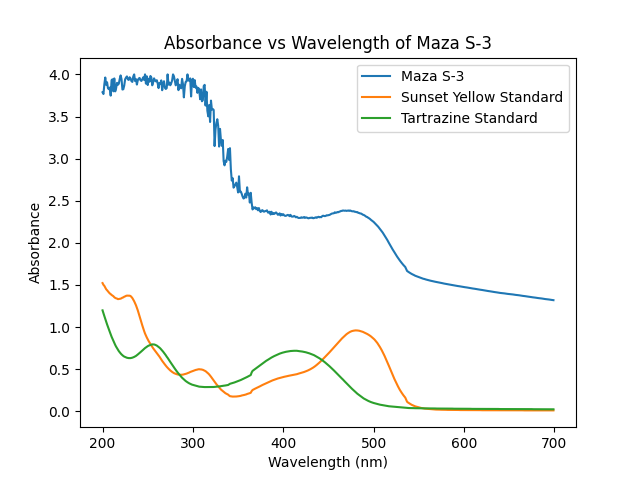 Absorbance vs Wavelength of Maza S-3
Maza S-3
Sunset Yellow Standard
Tartrazine Standard
Absorbance
4.0
3.5
3.0
2.5
2.0
1.5
1.0
0.5
0.0
200 300 400 500 600 700
Wavelength (nm)